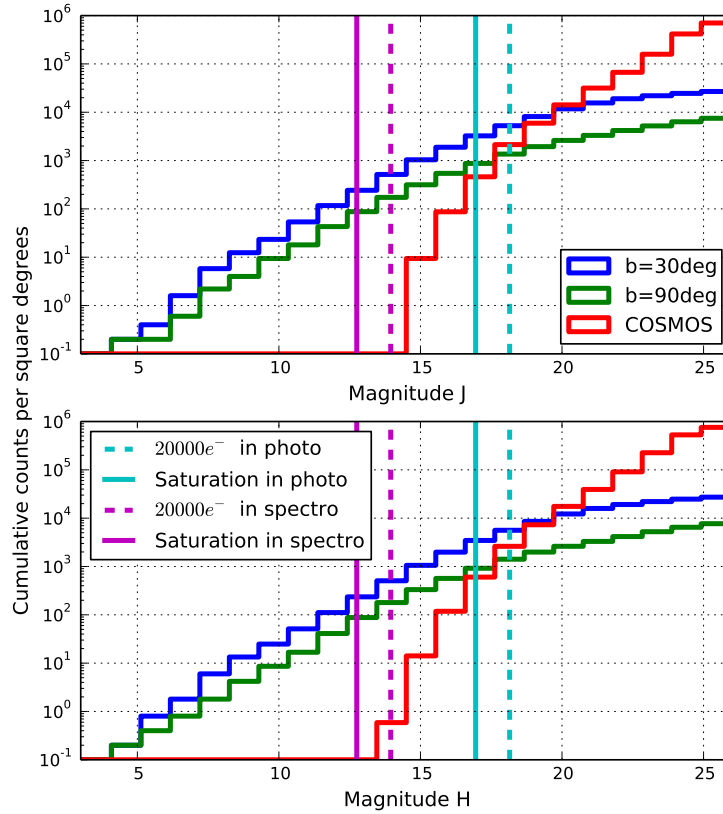 Cumulative counts per square degrees
10^6
10^5
10^4
10^3
10^2
10^1
10^0
10^-1
b=30deg
b=90deg
COSMOS
5 10 15 20 25
Magnitude J
10^6
10^5
10^4
10^3
10^2
10^1
10^0
10^-1
20000e^- in photo
Saturation in photo
20000e^- in spectro
Saturation in spectro
5 10 15 20 25
Magnitude H